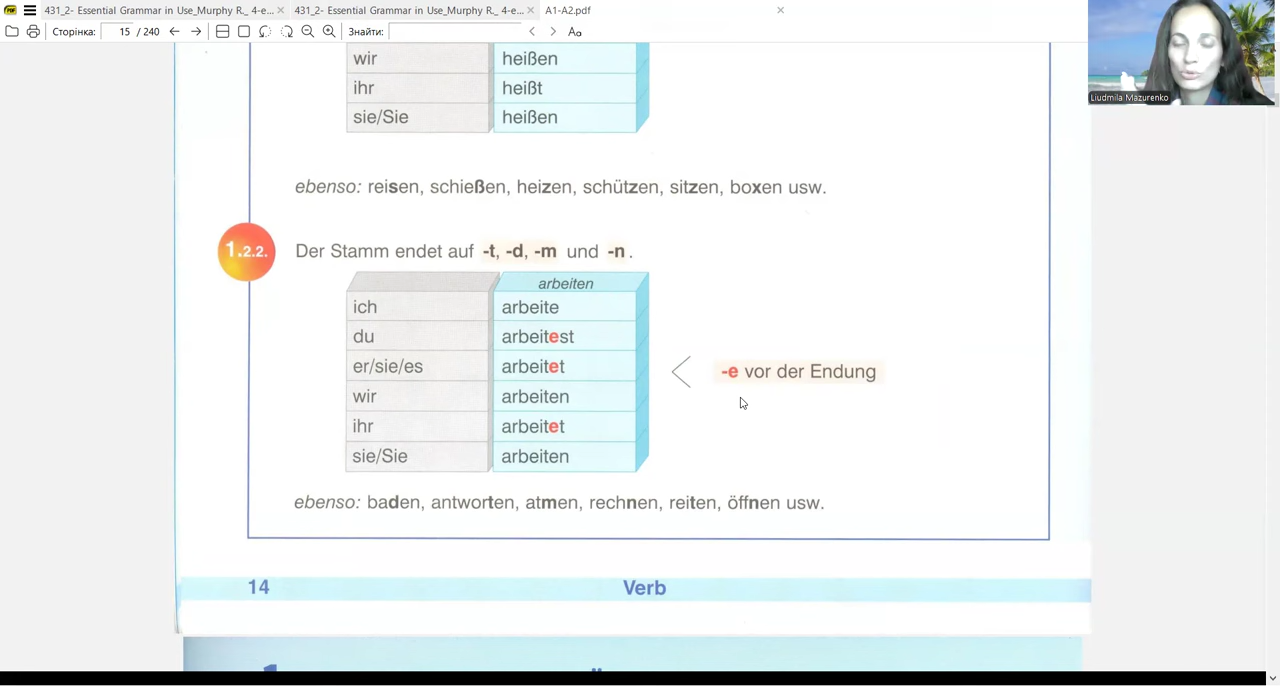 431_2- Essential Grammar in Use_Murphy R._ 4-e...
431_2- Essential Grammar in Use_Murphy R._ 4-e...
A1-A2.pdf
Сторінка: 15 / 240 Знайти: Aa
Liudmila Mazurenko
wir heißen
ihr heißt
sie/Sie heißen
ebenso: reisen, schießen, heizen, schützen, sitzen, boxen usw.
1.2.2. Der Stamm endet auf -t, -d, -m und -n.
arbeiten
ich arbeite
du arbeitest
er/sie/es arbeitet
wir arbeiten
ihr arbeitet
sie/Sie arbeiten
-e vor der Endung
ebenso: baden, antworten, atmen, rechnen, reiten, öffnen usw.
14 Verb